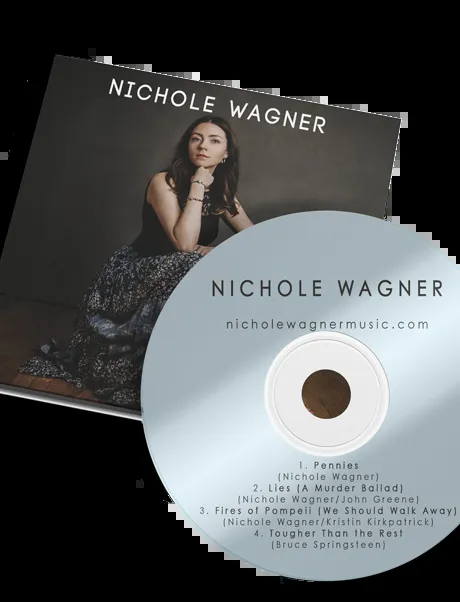 NICHOLE WAGNER
NICHOLE WAGNER
nicholewagnermusic.com
1. Pennies
(Nichole Wagner)
2. Lies (A Murder Ballad)
(Nichole Wagner/John Greene)
3. Fires of Pompeii (We Should Walk Away)
(Nichole Wagner/Kristin Kirkpatrick)
4. Tougher Than the Rest
(Bruce Springsteen)